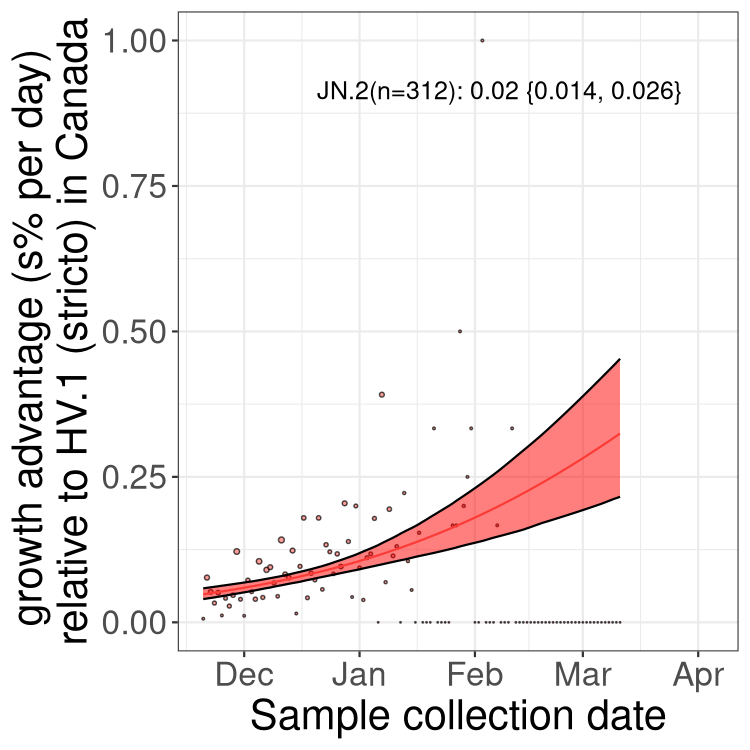 growth advantage (s% per day)
relative to HV.1 (stricto) in Canada
1.00
0.75
0.50
0.25
0.00
JN.2(n=312): 0.02 {0.014, 0.026}
Dec Jan Feb Mar Apr
Sample collection date